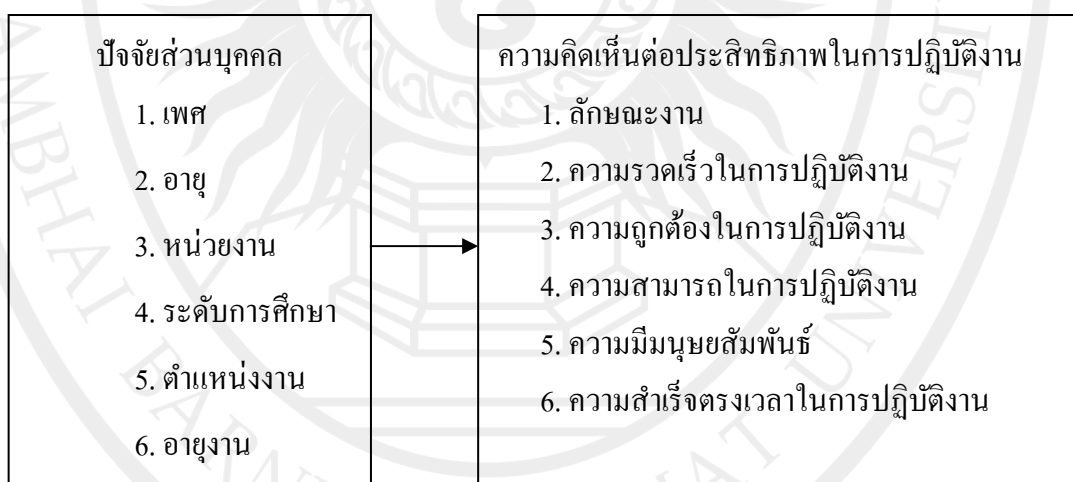 ปัจจัยส่วนบุคคล
1. เพศ
2. อายุ
3. หน่วยงาน
4. ระดับการศึกษา
5. ตำแหน่งงาน
6. อายุงาน
ความคิดเห็นต่อประสิทธิภาพในการปฏิบัติงาน
1. ลักษณะงาน
2. ความรวดเร็วในการปฏิบัติงาน
3. ความถูกต้องในการปฏิบัติงาน
4. ความสามารถในการปฏิบัติงาน
5. ความมีมนุษยสัมพันธ์
6. ความสำเร็จตรงเวลาในการปฏิบัติงาน